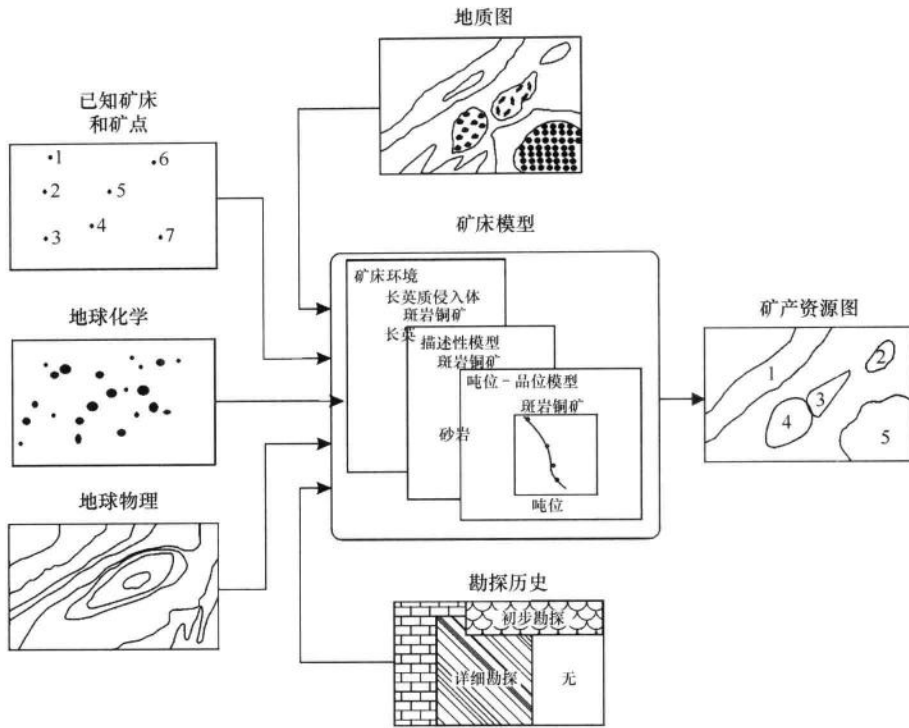 地质图
已知矿床
和矿点
1
6
2
5
4
3
7
矿床模型
矿床环境
长英质侵入体
斑岩铜矿
长英
描述性模型
斑岩铜矿
砂岩
吨位-品位模型
斑岩铜矿
吨位
地球化学
矿产资源图
1
2
3
4
5
地球物理
勘探历史
初步勘探
详细勘探
无